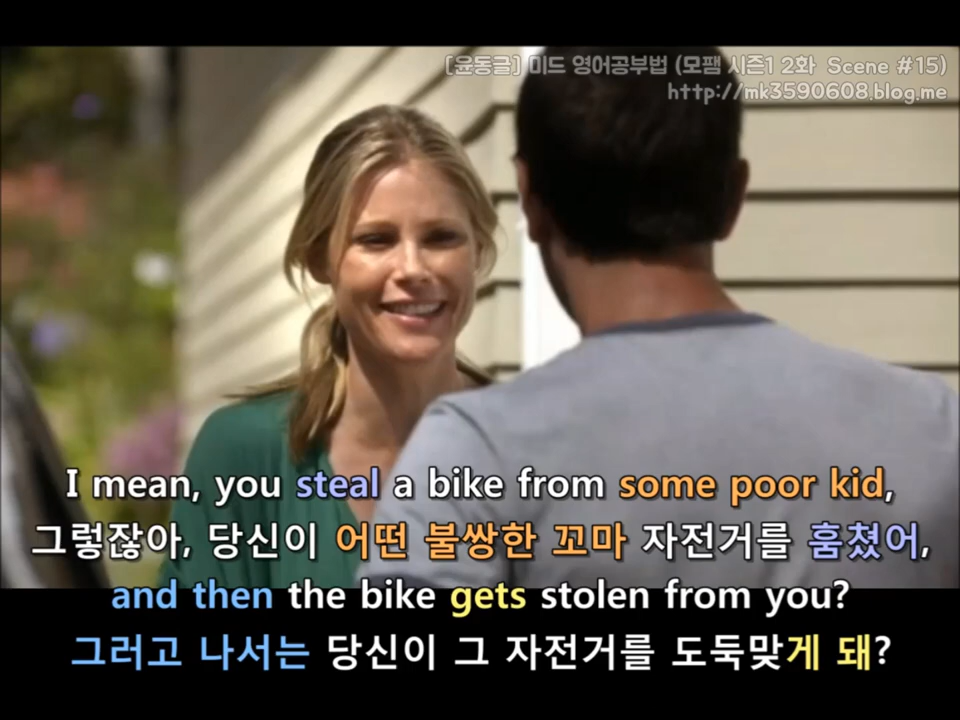 [윤동글] 미드 영어공부법 (모팸 시즌1 2화 Scene #15)
http://mk3590608.blog.me
I mean, you steal a bike from some poor kid,
그렇잖아, 당신이 어떤 불쌍한 꼬마 자전거를 훔쳤어,
and then the bike gets stolen from you?
그러고 나서는 당신이 그 자전거를 도둑맞게 돼?